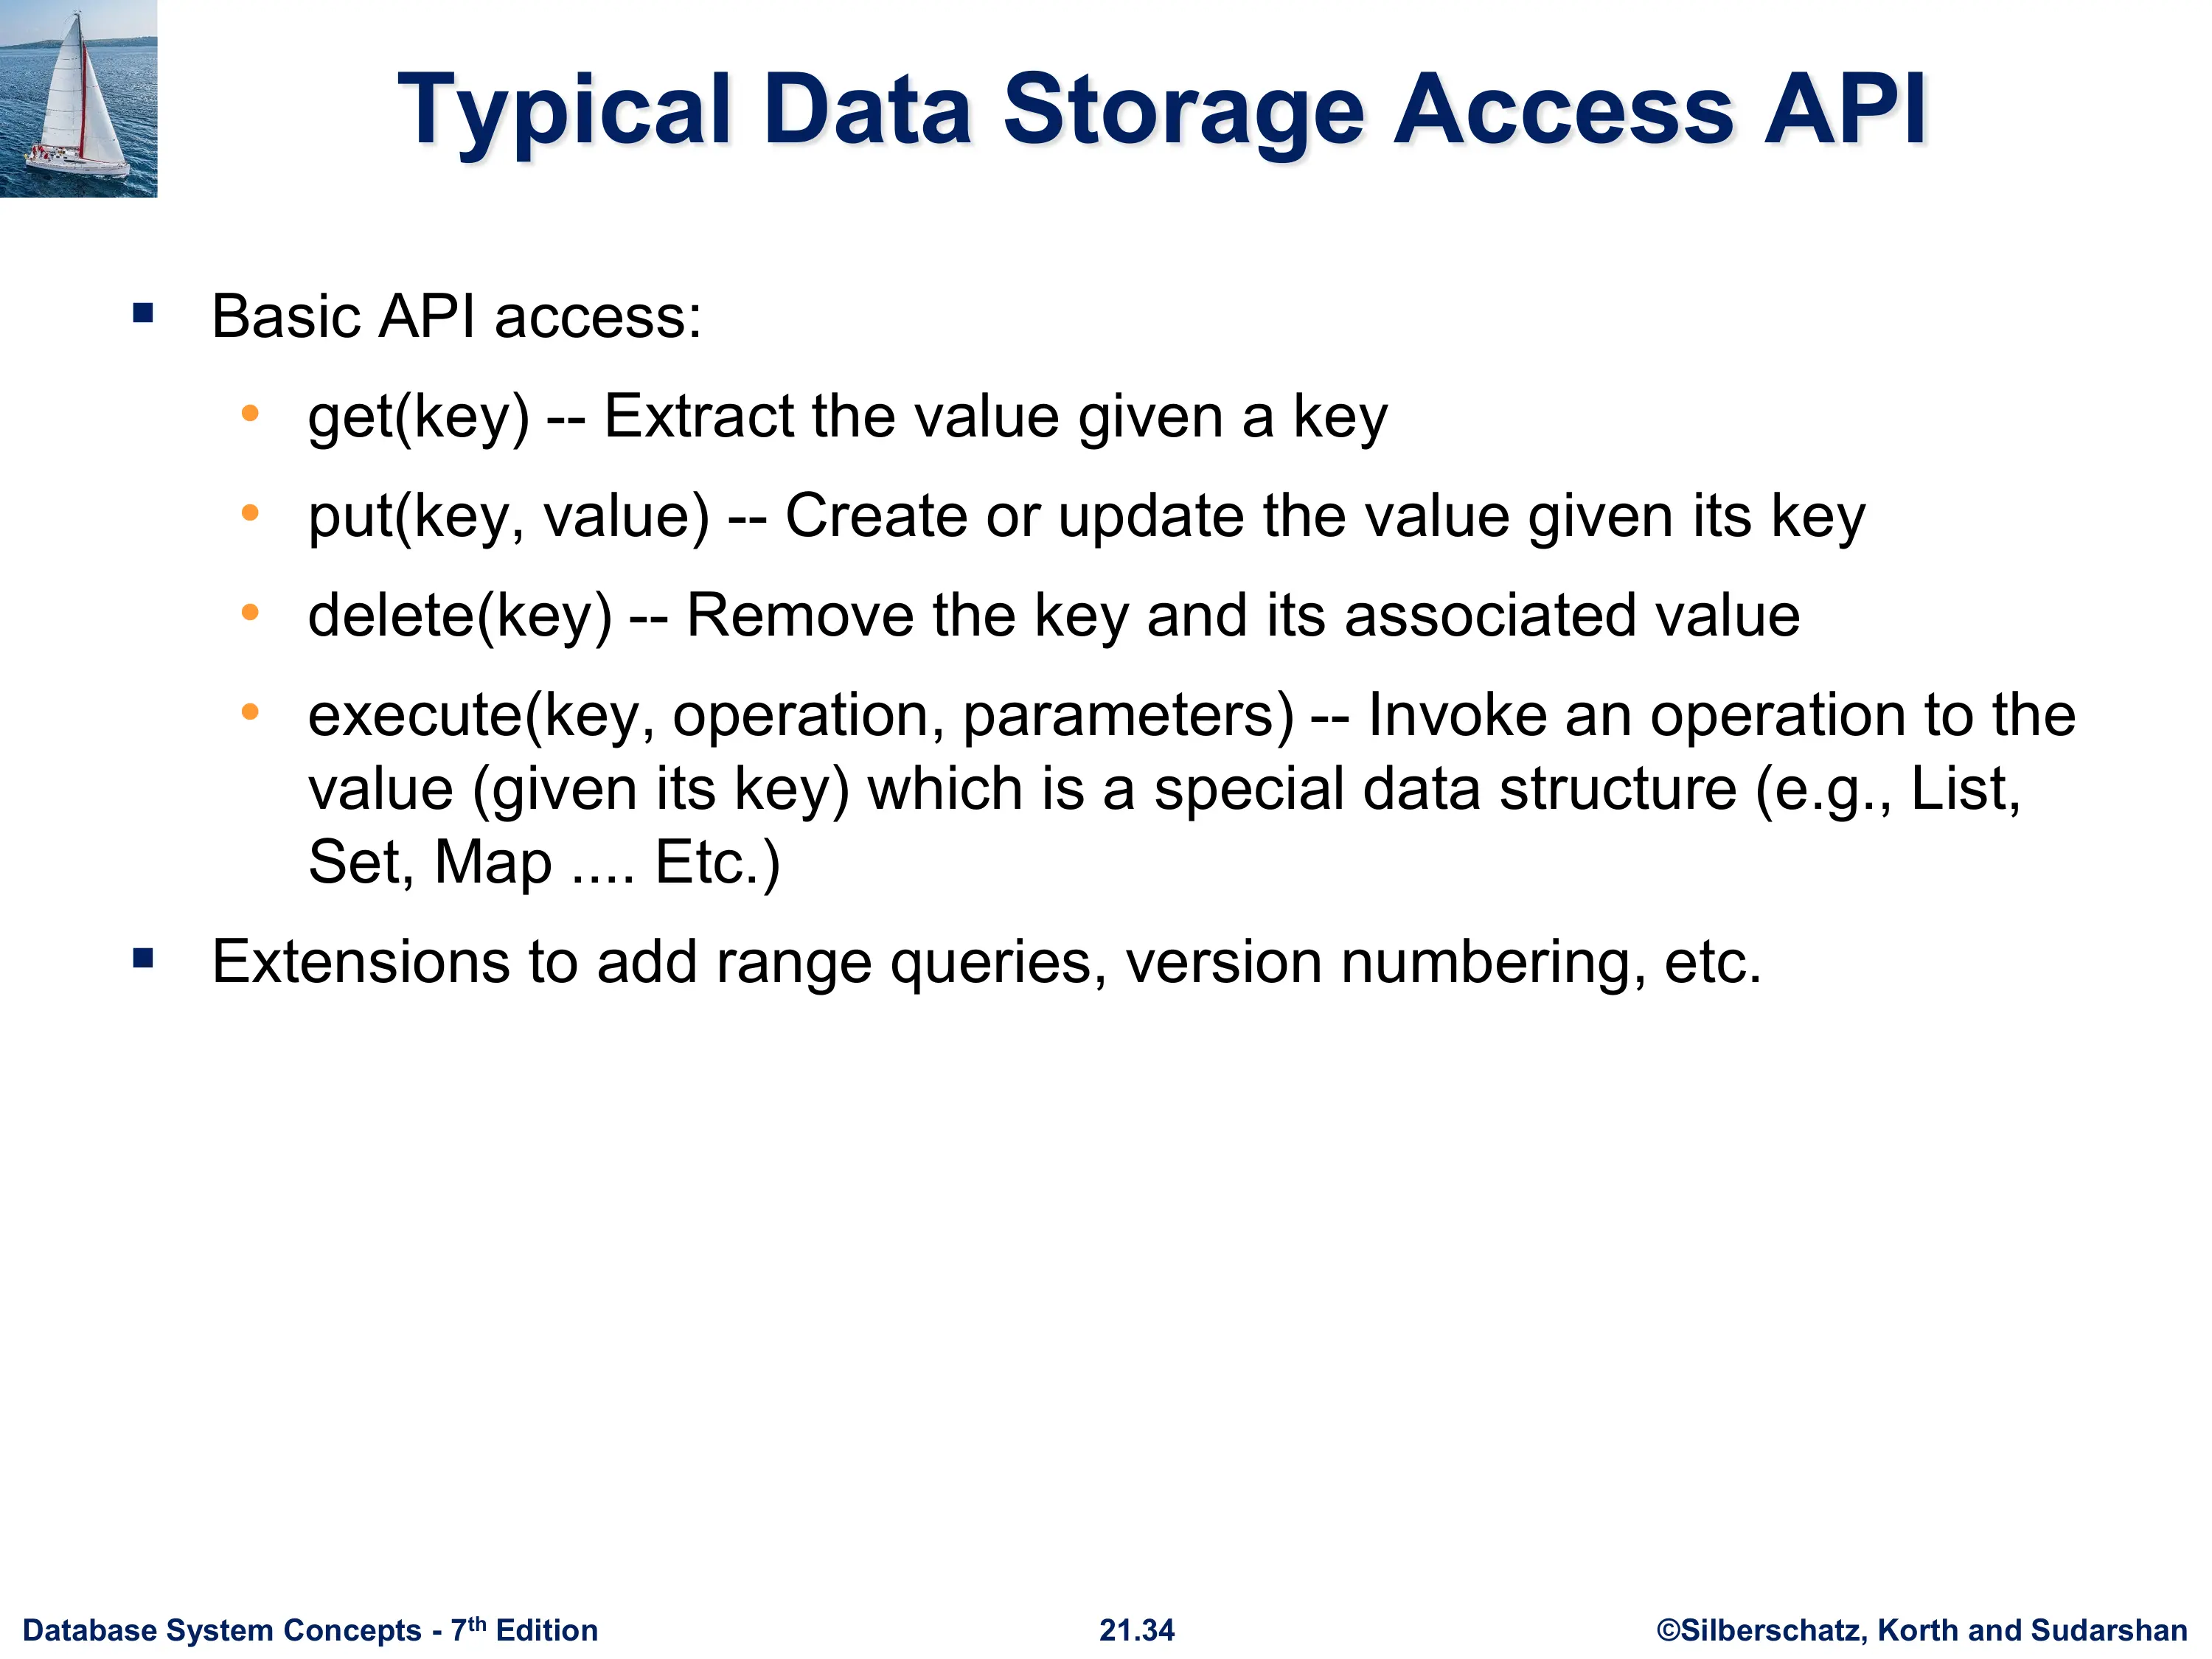 Typical Data Storage Access API
▪ Basic API access:
• get(key) -- Extract the value given a key
• put(key, value) -- Create or update the value given its key
• delete(key) -- Remove the key and its associated value
• execute(key, operation, parameters) -- Invoke an operation to the
value (given its key) which is a special data structure (e.g., List,
Set, Map .... Etc.)
▪ Extensions to add range queries, version numbering, etc.
Database System Concepts - 7th Edition
21.34
©Silberschatz, Korth and Sudarshan